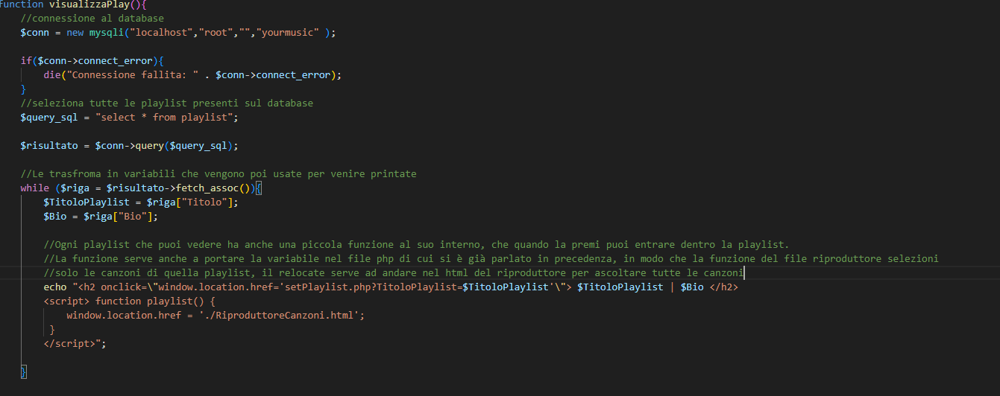 function visualizzaPlay(){
//connessione al database
$conn = new mysqli("localhost","root","","yourmusic" );
if($conn->connect_error){
die("Connessione fallita: " . $conn->connect_error);
}
//seleziona tutte le playlist presenti sul database
$query_sql = "select * from playlist";
$risultato = $conn->query($query_sql);
//Le trasfroma in variabili che vengono poi usate per venire printate
while ($riga = $risultato->fetch_assoc()){
$TitoloPlaylist = $riga["Titolo"];
$Bio = $riga["Bio"];
//Ogni playlist che puoi vedere ha anche una piccola funzione al suo interno, che quando la premi puoi entrare dentro la playlist.
//La funzione serve anche a portare la variabile nel file php di cui si è già parlato in precedenza, in modo che la funzione del file riproduttore selezioni
//solo le canzoni di quella playlist, il relocate serve ad andare nel html del riproduttore per ascoltare tutte le canzoni
echo "<h2 onclick=\"window.location.href='setPlaylist.php?TitoloPlaylist=$TitoloPlaylist'\"> $TitoloPlaylist | $Bio </h2>
<script> function playlist() {
window.location.href = './RiproduttoreCanzoni.html';
}
</script>";
}